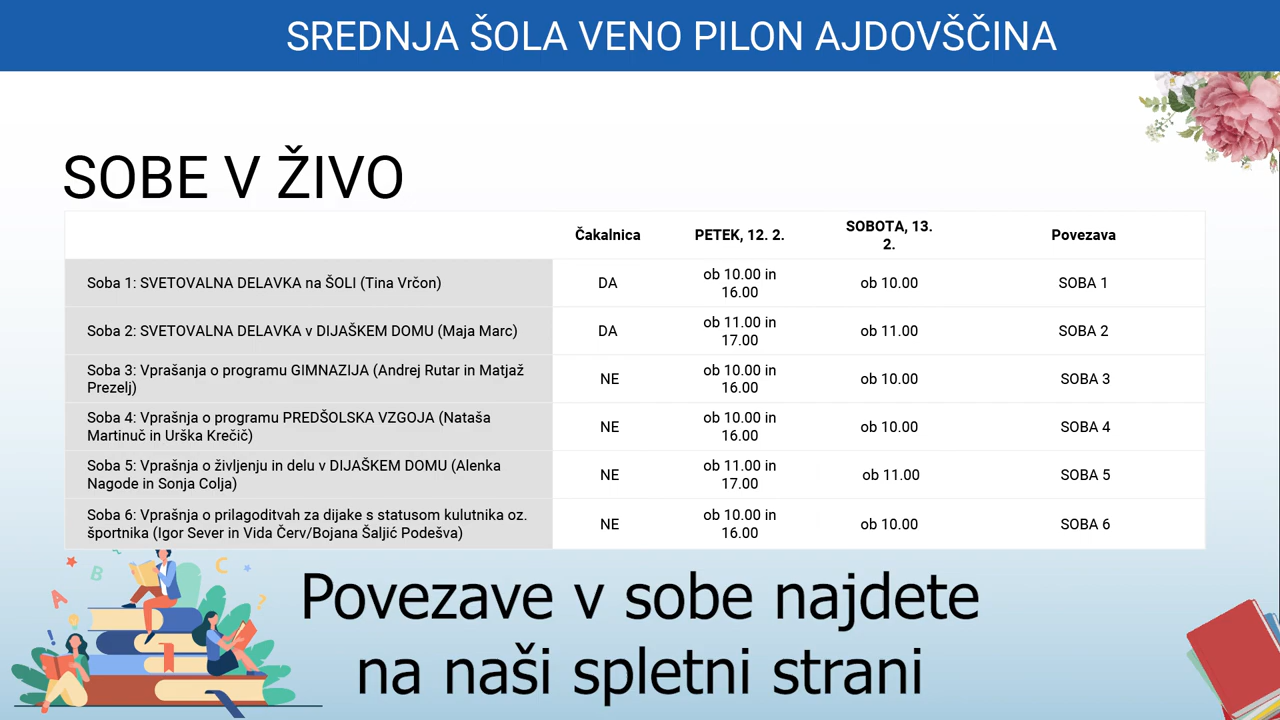 SREDNJA ŠOLA VENO PILON AJDOVŠČINA
SOBE V ŽIVO
Čakalnica
PETEK, 12. 2.
SOBOTA, 13.
2.
Povezava
Soba 1: SVETOVALNA DELAVKA na ŠOLI (Tina Vrčon)
DA
ob 10.00 in
16.00
ob 10.00
SOBA 1
Soba 2: SVETOVALNA DELAVKA v DIJAŠKEM DOMU (Maja Marc)
DA
ob 11.00 in
17.00
ob 11.00
SOBA 2
Soba 3: Vprašanja o programu GIMNAZIJA (Andrej Rutar in Matjaž
Prezelj)
NE
ob 10.00 in
16.00
ob 10.00
SOBA 3
Soba 4: Vprašnja o programu PREDŠOLSKA VZGOJA (Nataša
Martinuč in Urška Krečič)
NE
ob 10.00 in
16.00
ob 10.00
SOBA 4
Soba 5: Vprašnja o življenju in delu v DIJAŠKEM DOMU (Alenka
Nagode in Sonja Colja)
NE
ob 11.00 in
17.00
ob 11.00
SOBA 5
Soba 6: Vprašnja o prilagoditvah za dijake s statusom kulutnika oz.
športnika (Igor Sever in Vida Červ/Bojana Šaljić Podešva)
NE
ob 10.00 in
16.00
ob 10.00
SOBA 6
Povezave v sobe najdete
na naši spletni strani
A
B
C
!
?